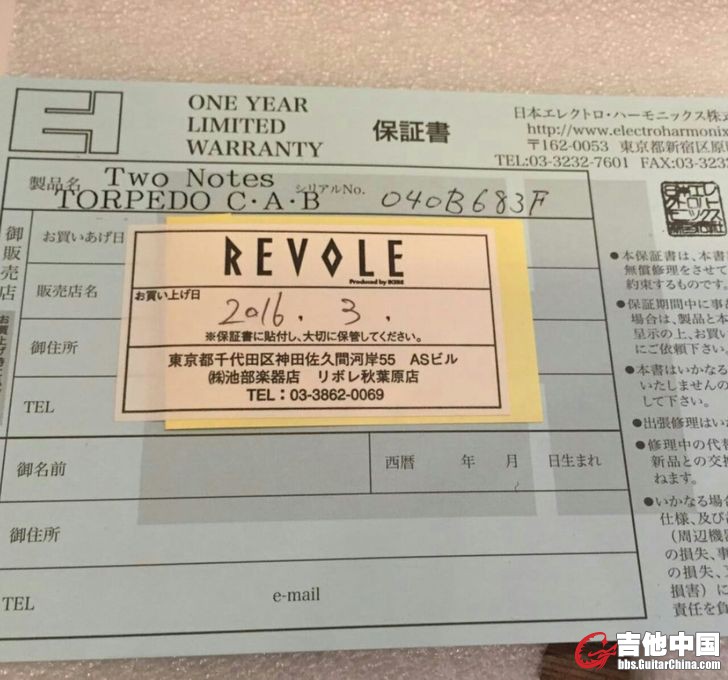 ONE YEAR
LIMITED
WARRANTY
保証書
日本エレクトロ・ハーモニックス株式
http://www.electroharmonix
〒162-0053 東京都新宿区原町
TEL:03-3232-7601 FAX:03-3232
製品名 Two Notes
TORPEDO C・A・B
シリアルNo. 040B683F
御販売店
お買いあげ日
販売店名
御住所
TEL
REVOLE
Produced by IKEBE
お買い上げ日
2016. 3.
※保証書に貼付し、大切に保管してください。
東京都千代田区神田佐久間河岸55 ASビル
㈱池部楽器店 リボレ秋葉原店
TEL：03-3862-0069
御名前
西暦 年 月 日生まれ
御住所
TEL
e-mail
●本保証書は、本書
無償修理をさせて
約束するものです。
●保証期間中に事故
場合は、製品と本
呈示の上、お買い
にご依頼下さい。
●本書はいかなる
いたしませんの
して下さい。
●出張修理はいか
●修理中の代替
新品との交換
ねます。
●いかなる場合
仕様、及び
(周辺機器
の損失、事
の損失、
損害)に
責任を負
吉他中国
bbs.GuitarChina.com